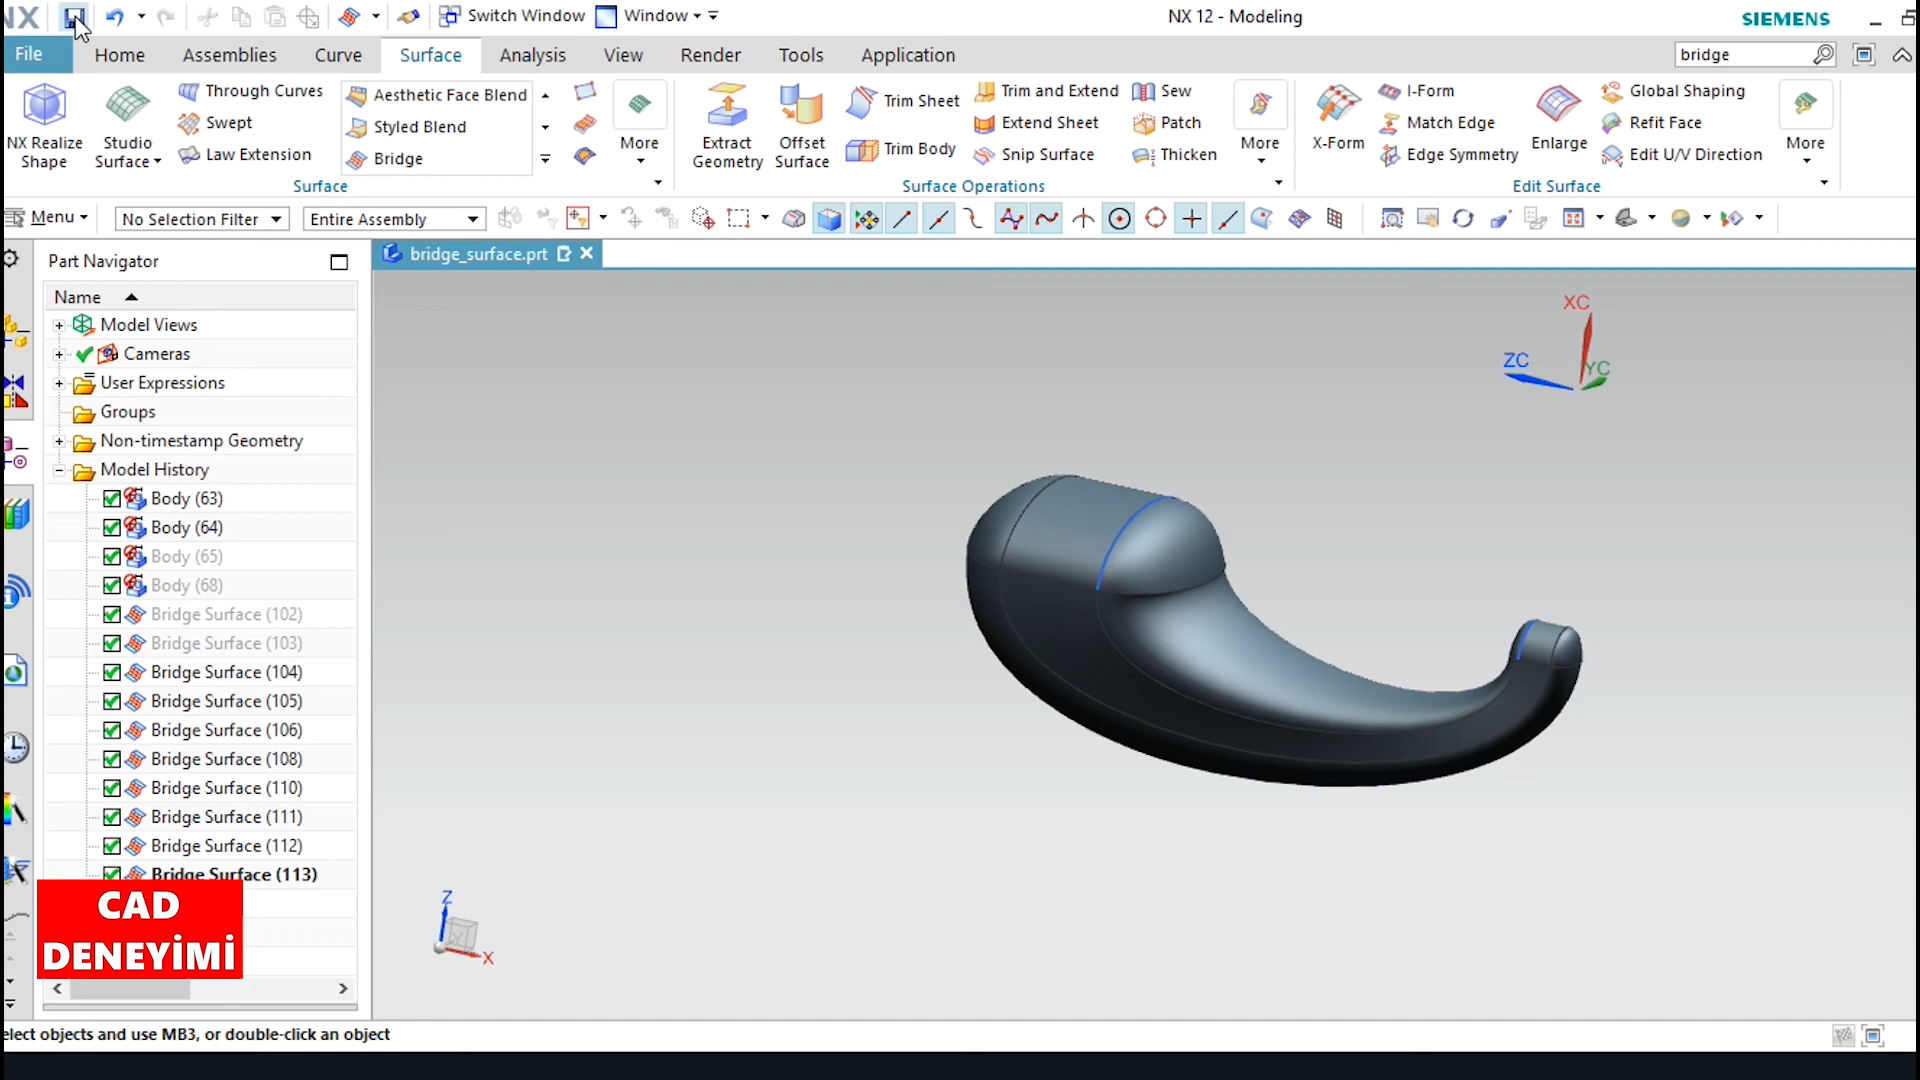 NX
Switch Window
Window
NX 12 - Modeling
SIEMENS
File
Home
Assemblies
Curve
Surface
Analysis
View
Render
Tools
Application
bridge
NX Realize Shape
Studio Surface
Through Curves
Swept
Law Extension
Aesthetic Face Blend
Styled Blend
Bridge
More
Surface
Extract Geometry
Offset Surface
Trim Sheet
Trim Body
Trim and Extend
Extend Sheet
Snip Surface
Sew
Patch
Thicken
More
Surface Operations
X-Form
I-Form
Match Edge
Edge Symmetry
Enlarge
Global Shaping
Refit Face
Edit U/V Direction
More
Edit Surface
Menu
No Selection Filter
Entire Assembly
Part Navigator
bridge_surface.prt
Name
Model Views
Cameras
User Expressions
Groups
Non-timestamp Geometry
Model History
Body (63)
Body (64)
Body (65)
Body (68)
Bridge Surface (102)
Bridge Surface (103)
Bridge Surface (104)
Bridge Surface (105)
Bridge Surface (106)
Bridge Surface (108)
Bridge Surface (110)
Bridge Surface (111)
Bridge Surface (112)
Bridge Surface (113)
XC
ZC
YC
Z
Y
X
CAD
DENEYİMİ
elect objects and use MB3, or double-click an object